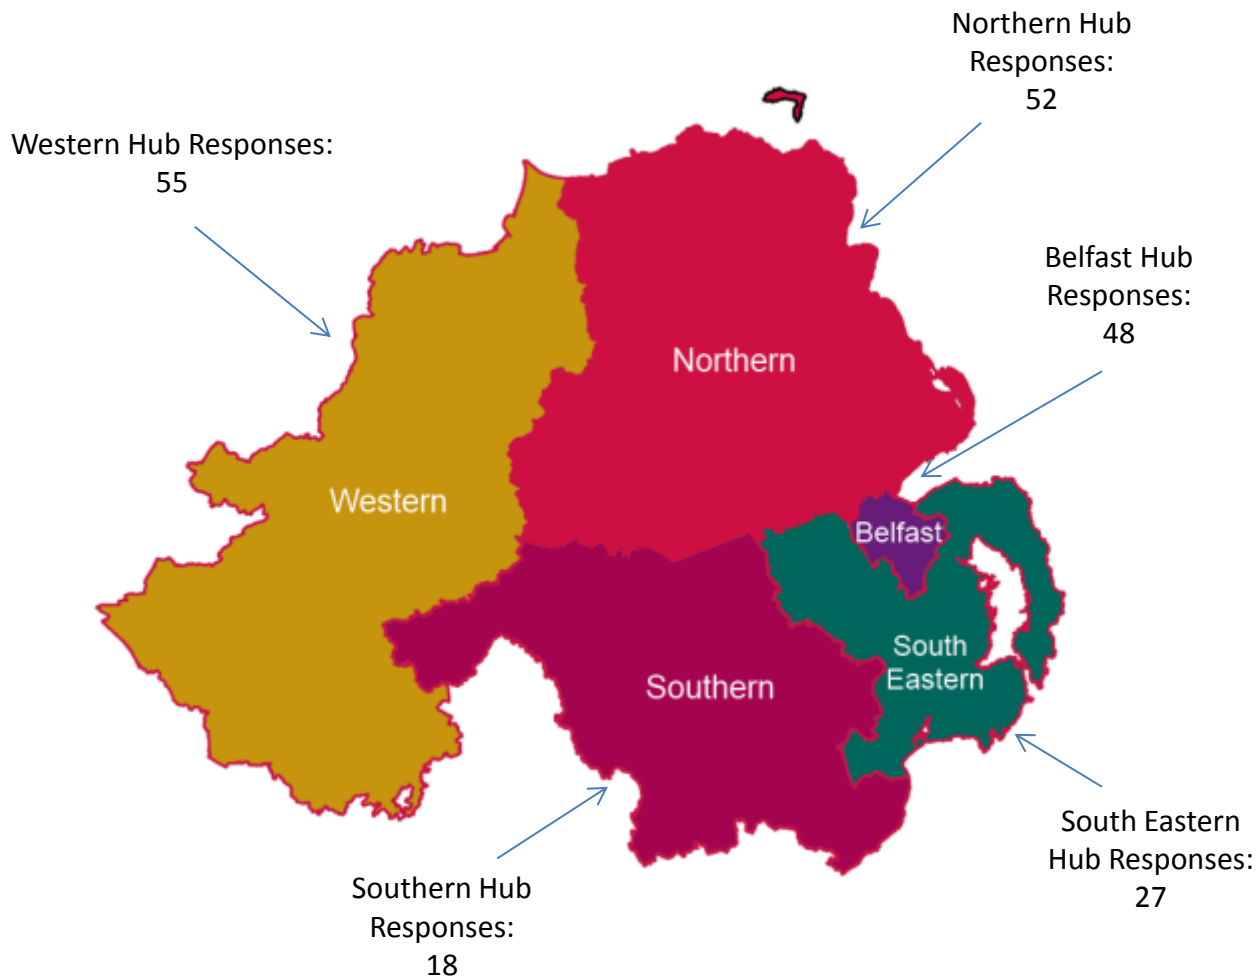 Northern Hub
Responses:
52
Western Hub Responses:
55
Belfast Hub
Responses:
48
Northern
Western
Belfast
South
Eastern
Southern
South Eastern
Hub Responses:
27
Southern Hub
Responses:
18